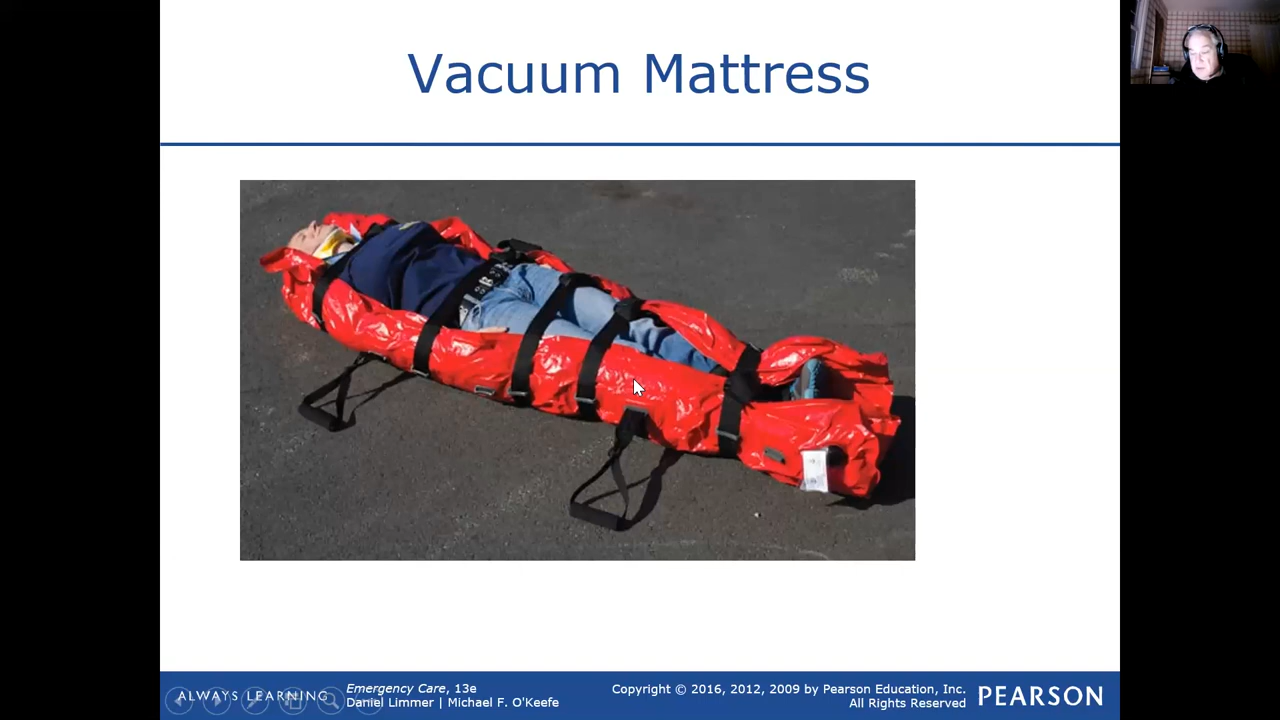 Vacuum Mattress
ALWAYS LEARNING
Emergency Care, 13e
Daniel Limmer | Michael F. O'Keefe
Copyright © 2016, 2012, 2009 by Pearson Education, Inc.
All Rights Reserved
PEARSON